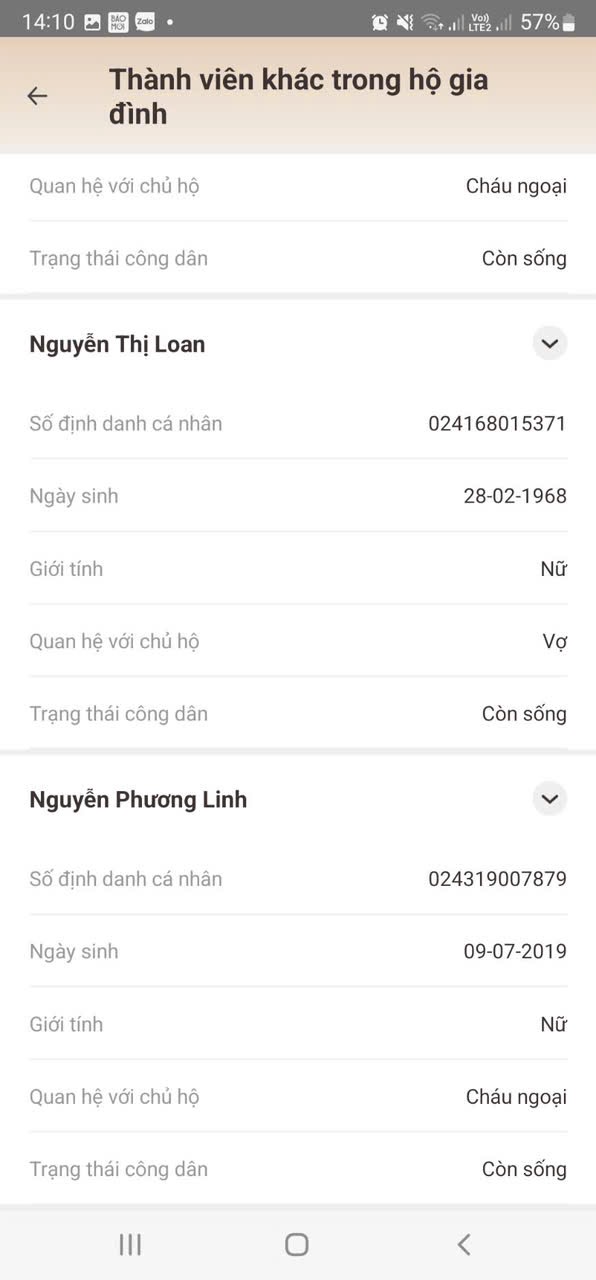 14:10 BÁO MỚI Zalo Vo)) LTE2 57%
Thành viên khác trong hộ gia
đình
Quan hệ với chủ hộ Cháu ngoại
Trạng thái công dân Còn sống
Nguyễn Thị Loan
Số định danh cá nhân 024168015371
Ngày sinh 28-02-1968
Giới tính Nữ
Quan hệ với chủ hộ Vợ
Trạng thái công dân Còn sống
Nguyễn Phương Linh
Số định danh cá nhân 024319007879
Ngày sinh 09-07-2019
Giới tính Nữ
Quan hệ với chủ hộ Cháu ngoại
Trạng thái công dân Còn sống